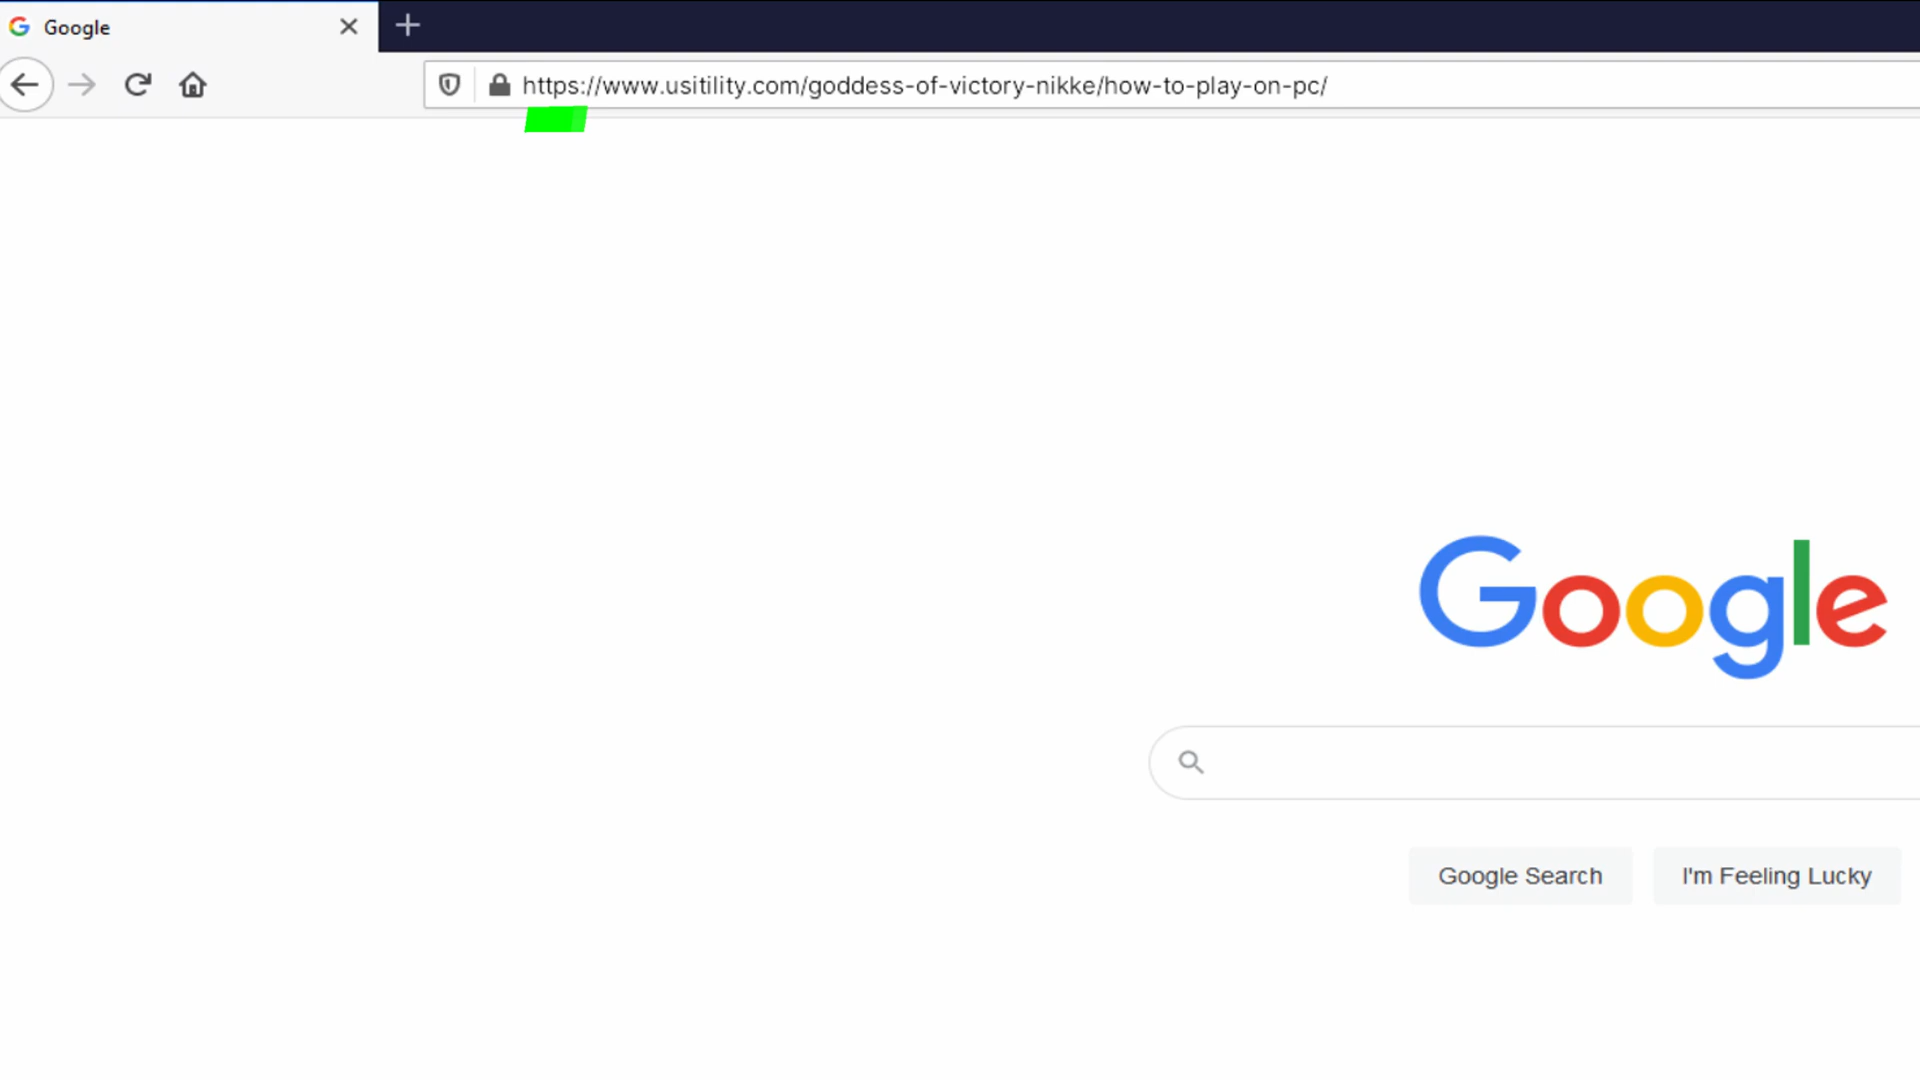 Google
https://www.usitility.com/goddess-of-victory-nikke/how-to-play-on-pc/
Google
Google Search
I'm Feeling Lucky